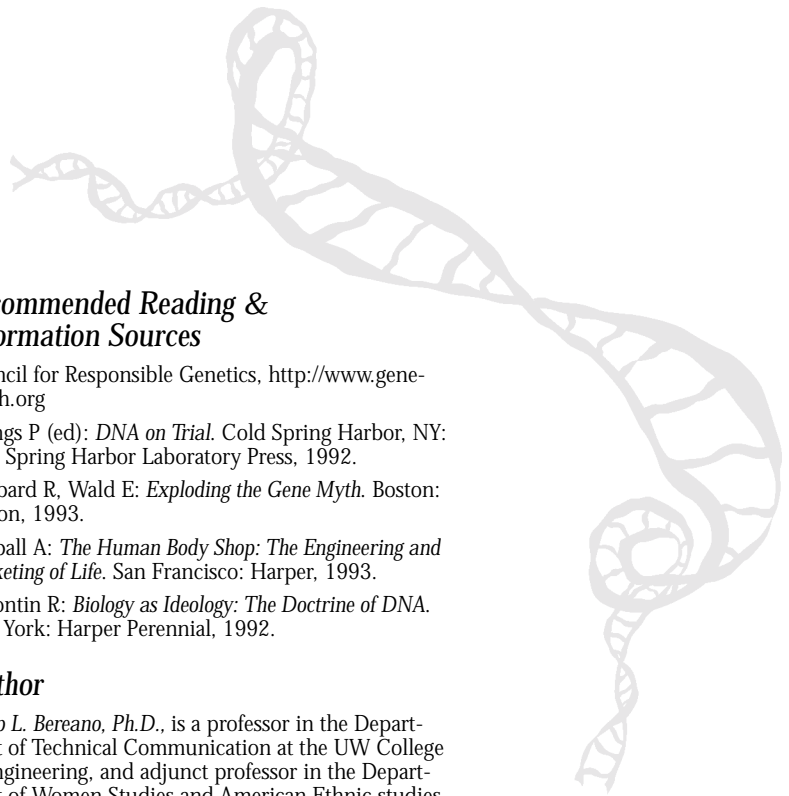 ommended Reading &
ormation Sources
ncil for Responsible Genetics, http://www.gene-
h.org
ngs P (ed): DNA on Trial. Cold Spring Harbor, NY:
Spring Harbor Laboratory Press, 1992.
bard R, Wald E: Exploding the Gene Myth. Boston:
on, 1993.
ball A: The Human Body Shop: The Engineering and
keting of Life. San Francisco: Harper, 1993.
ontin R: Biology as Ideology: The Doctrine of DNA.
York: Harper Perennial, 1992.
thor
p L. Bereano, Ph.D., is a professor in the Depart-
t of Technical Communication at the UW College
ngineering, and adjunct professor in the Depart-
t of Women Studies and American Ethnic studies